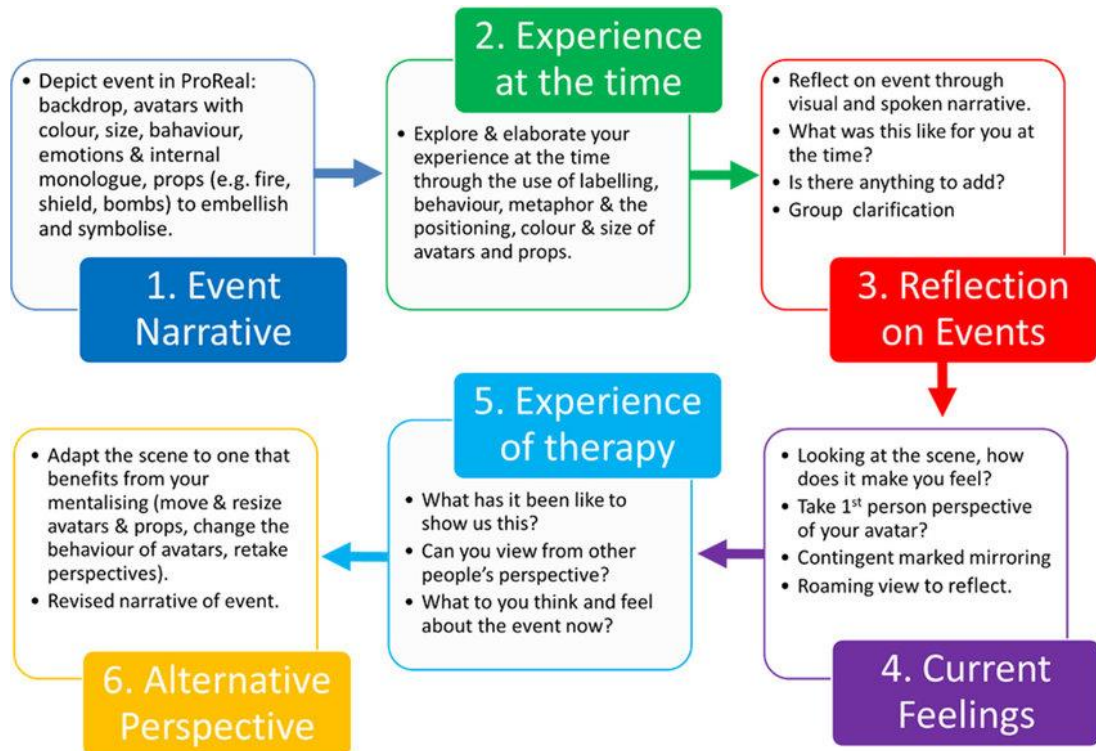 1. Event
Narrative
• Depict event in ProReal:
backdrop, avatars with
colour, size, bahaviour,
emotions & internal
monologue, props (e.g. fire,
shield, bombs) to embellish
and symbolise.
2. Experience
at the time
• Explore & elaborate your
experience at the time
through the use of labelling,
behaviour, metaphor & the
positioning, colour & size of
avatars and props.
3. Reflection
on Events
• Reflect on event through
visual and spoken narrative.
• What was this like for you at
the time?
• Is there anything to add?
• Group clarification
4. Current
Feelings
• Looking at the scene, how
does it make you feel?
• Take 1st person perspective
of your avatar?
• Contingent marked mirroring
• Roaming view to reflect.
5. Experience
of therapy
• What has it been like to
show us this?
• Can you view from other
people's perspective?
• What to you think and feel
about the event now?
6. Alternative
Perspective
• Adapt the scene to one that
benefits from your
mentalising (move & resize
avatars & props, change the
behaviour of avatars, retake
perspectives).
• Revised narrative of event.